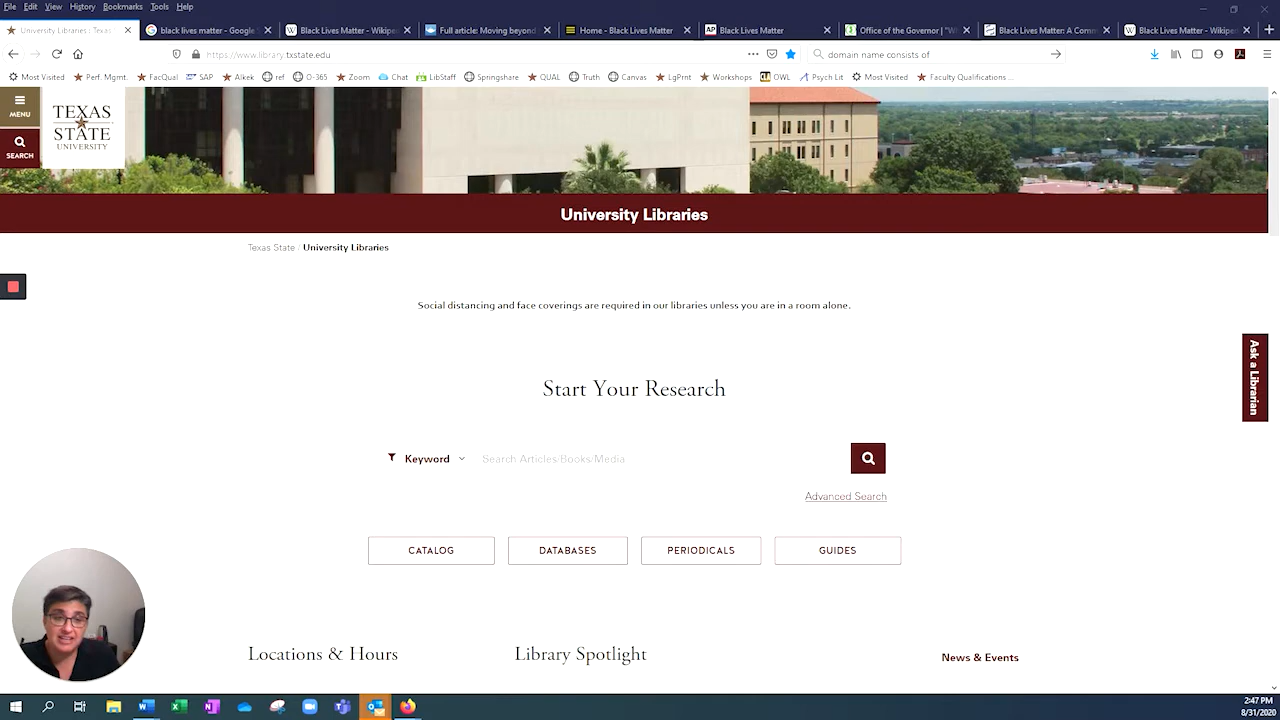 File Edit View History Bookmarks Tools Help
University Libraries : Texas
black lives matter - Google
Black Lives Matter - Wikiped
Full article: Moving beyond
Home - Black Lives Matter
AP Black Lives Matter
Office of the Governor | "W
Black Lives Matter: A Comm
Black Lives Matter - Wikiped
https://www.library.txstate.edu
domain name consists of
Most Visited Perf. Mgmt. FacQual SAP Alkek ref O-365 Zoom Chat LibStaff Springshare QUAL Truth Canvas LgPrnt Workshops OWL Psych Lit Most Visited Faculty Qualifications ...
MENU
SEARCH
TEXAS
STATE
UNIVERSITY
University Libraries
Texas State / University Libraries
Social distancing and face coverings are required in our libraries unless you are in a room alone.
Ask a Librarian
Start Your Research
Keyword Search Articles/Books/Media
Advanced Search
CATALOG DATABASES PERIODICALS GUIDES
Locations & Hours Library Spotlight News & Events
2:47 PM
8/31/2020